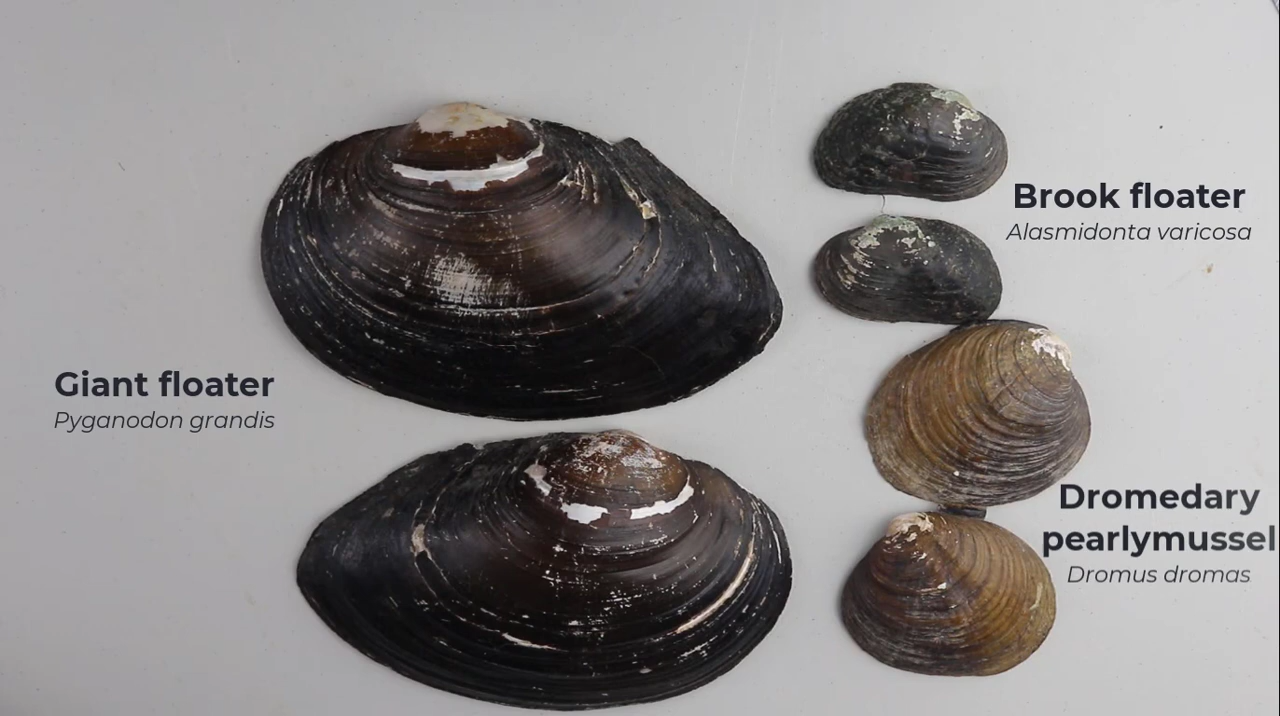 Giant floater
Pyganodon grandis
Brook floater
Alasmidonta varicosa
Dromedary
pearlymussel
Dromus dromas